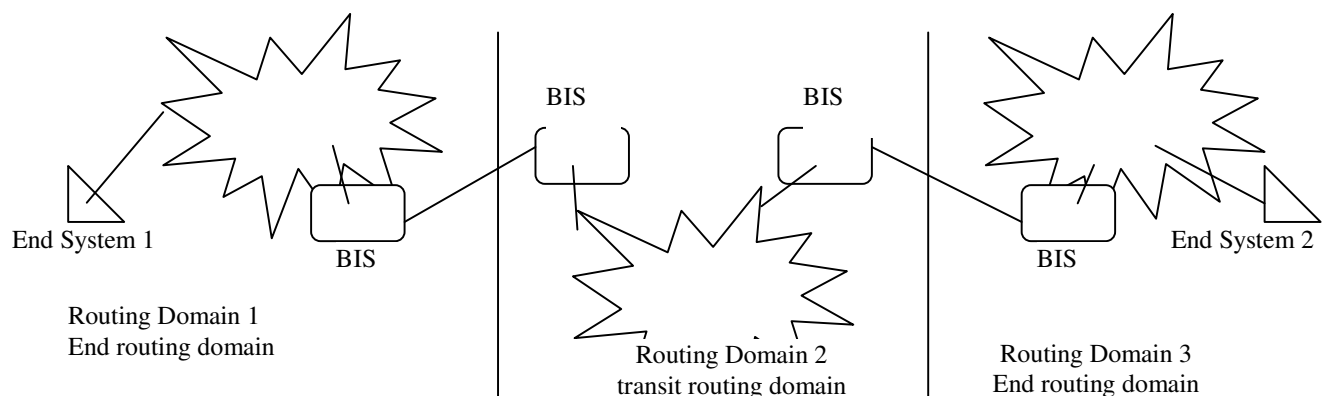 BIS
BIS
End System 1
BIS
BIS
End System 2
Routing Domain 1
End routing domain
Routing Domain 2
transit routing domain
Routing Domain 3
End routing domain